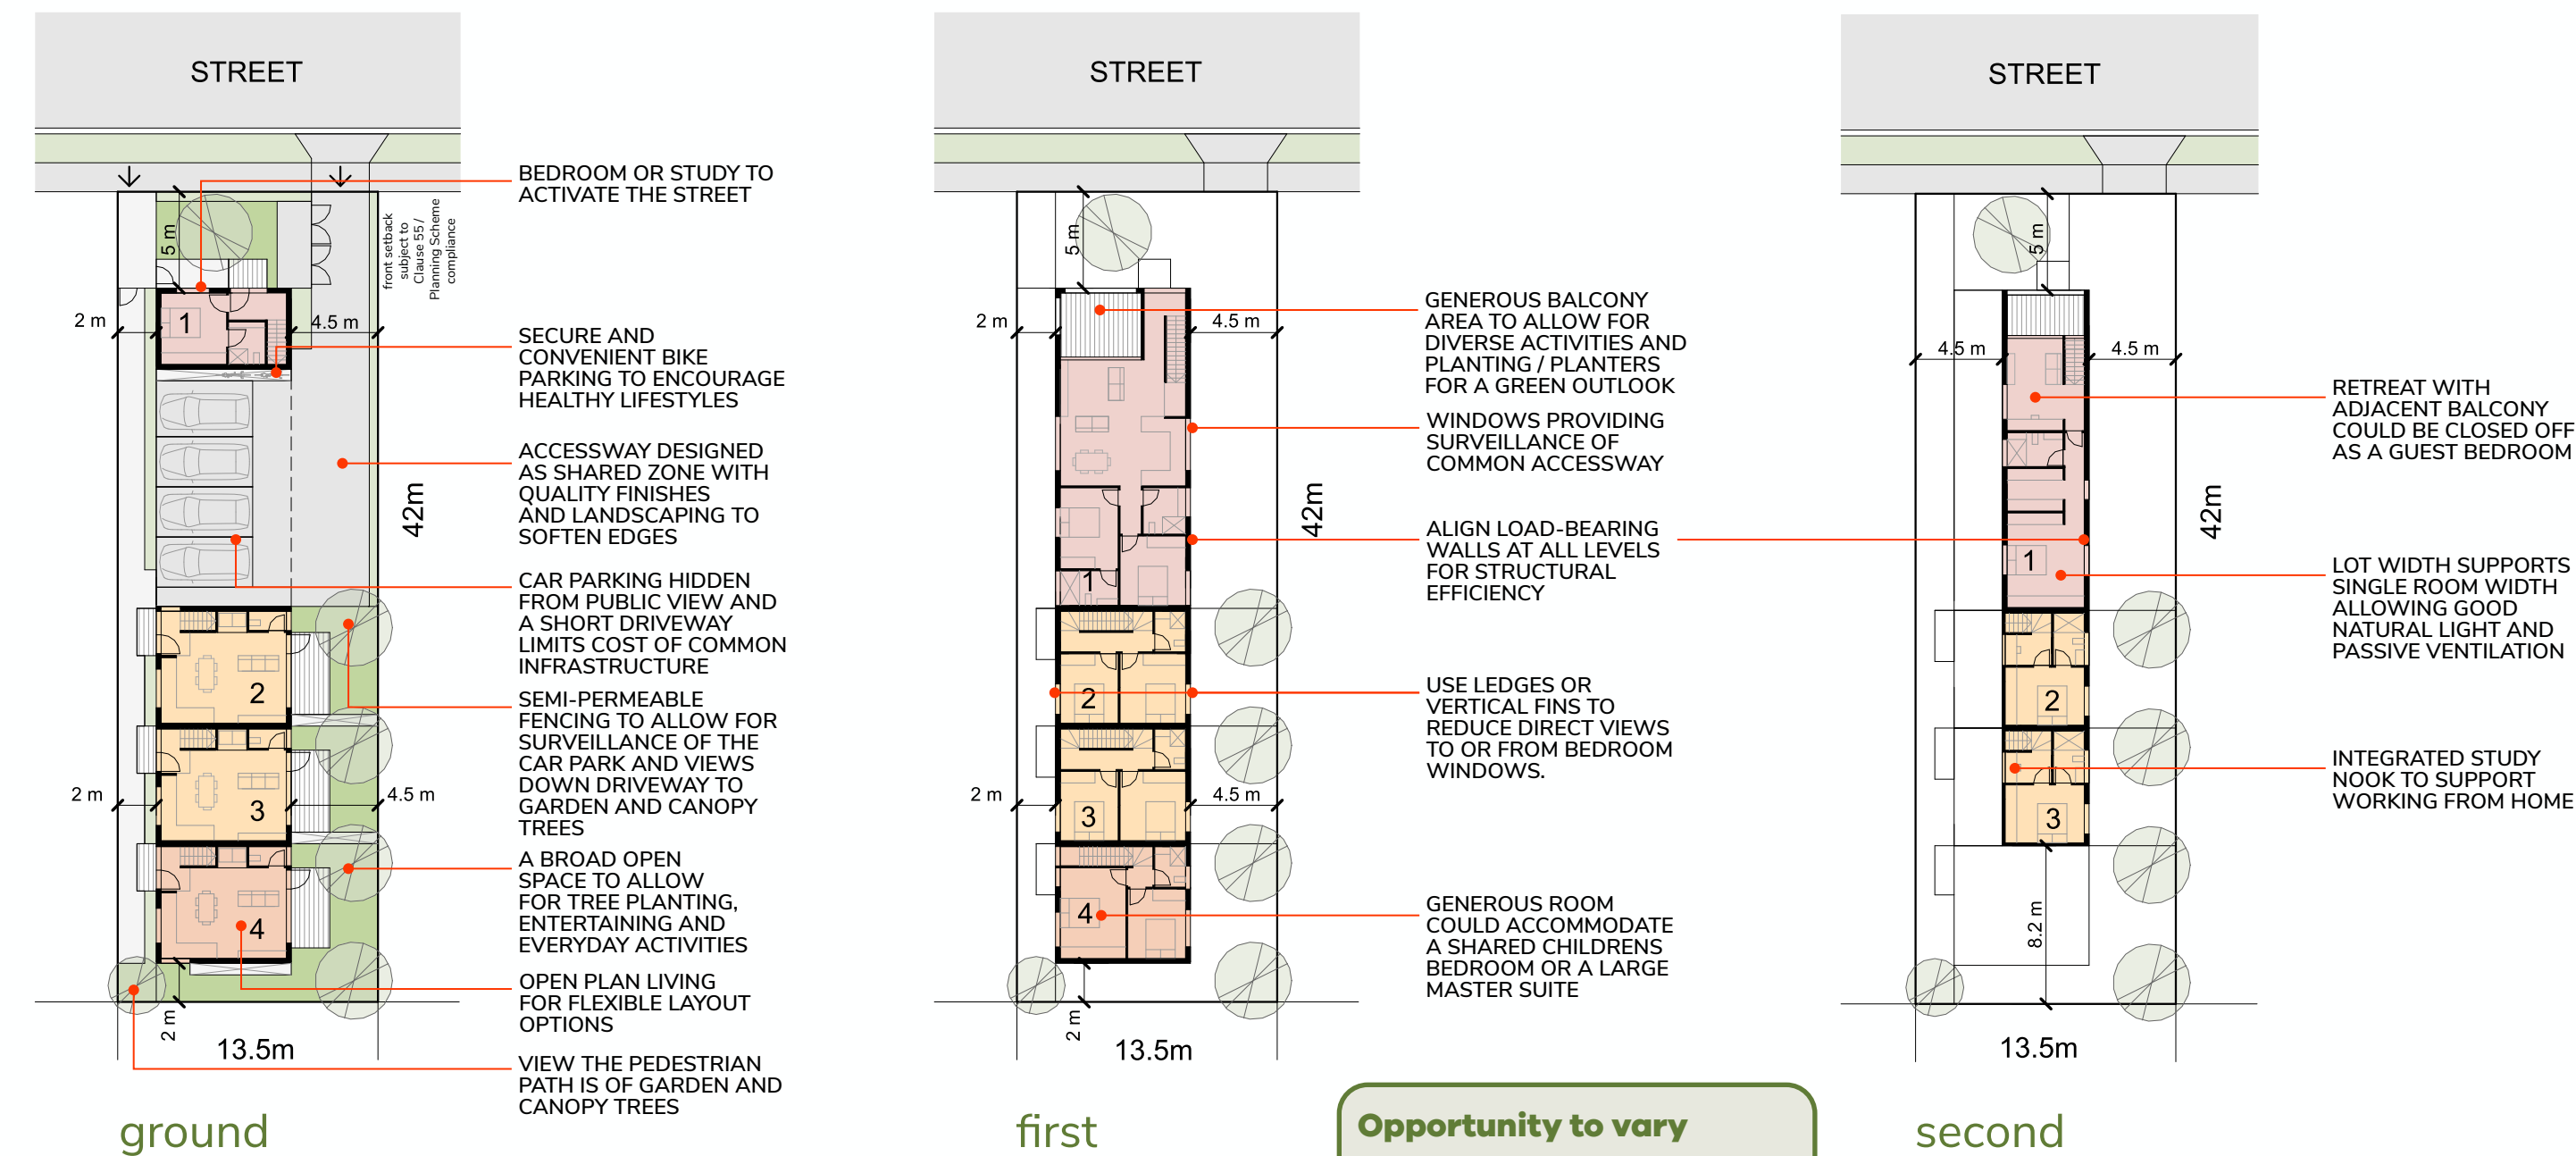 STREET
BEDROOM OR STUDY TO
ACTIVATE THE STREET
5 m
front setback
subject to
Clause 55 /
Planning Scheme
compliance
1
2 m
4.5 m
SECURE AND
CONVENIENT BIKE
PARKING TO ENCOURAGE
HEALTHY LIFESTYLES
ACCESSWAY DESIGNED
AS SHARED ZONE WITH
QUALITY FINISHES
AND LANDSCAPING TO
SOFTEN EDGES
42m
CAR PARKING HIDDEN
FROM PUBLIC VIEW AND
A SHORT DRIVEWAY
LIMITS COST OF COMMON
INFRASTRUCTURE
2
SEMI-PERMEABLE
FENCING TO ALLOW FOR
SURVEILLANCE OF THE
CAR PARK AND VIEWS
DOWN DRIVEWAY TO
GARDEN AND CANOPY
TREES
2 m
3
4.5 m
A BROAD OPEN
SPACE TO ALLOW
FOR TREE PLANTING,
ENTERTAINING AND
EVERYDAY ACTIVITIES
4
OPEN PLAN LIVING
FOR FLEXIBLE LAYOUT
OPTIONS
2 m
13.5m
VIEW THE PEDESTRIAN
PATH IS OF GARDEN AND
CANOPY TREES
ground
STREET
5 m
2 m
4.5 m
GENEROUS BALCONY
AREA TO ALLOW FOR
DIVERSE ACTIVITIES AND
PLANTING / PLANTERS
FOR A GREEN OUTLOOK
WINDOWS PROVIDING
SURVEILLANCE OF
COMMON ACCESSWAY
42m
ALIGN LOAD-BEARING
WALLS AT ALL LEVELS
FOR STRUCTURAL
EFFICIENCY
1
2
USE LEDGES OR
VERTICAL FINS TO
REDUCE DIRECT VIEWS
TO OR FROM BEDROOM
WINDOWS.
2 m
3
4.5 m
4
GENEROUS ROOM
COULD ACCOMMODATE
A SHARED CHILDRENS
BEDROOM OR A LARGE
MASTER SUITE
2 m
13.5m
first
Opportunity to vary
STREET
5 m
4.5 m
4.5 m
RETREAT WITH
ADJACENT BALCONY
COULD BE CLOSED OFF
AS A GUEST BEDROOM
42m
1
LOT WIDTH SUPPORTS
SINGLE ROOM WIDTH
ALLOWING GOOD
NATURAL LIGHT AND
PASSIVE VENTILATION
2
INTEGRATED STUDY
NOOK TO SUPPORT
WORKING FROM HOME
3
8.2 m
13.5m
second